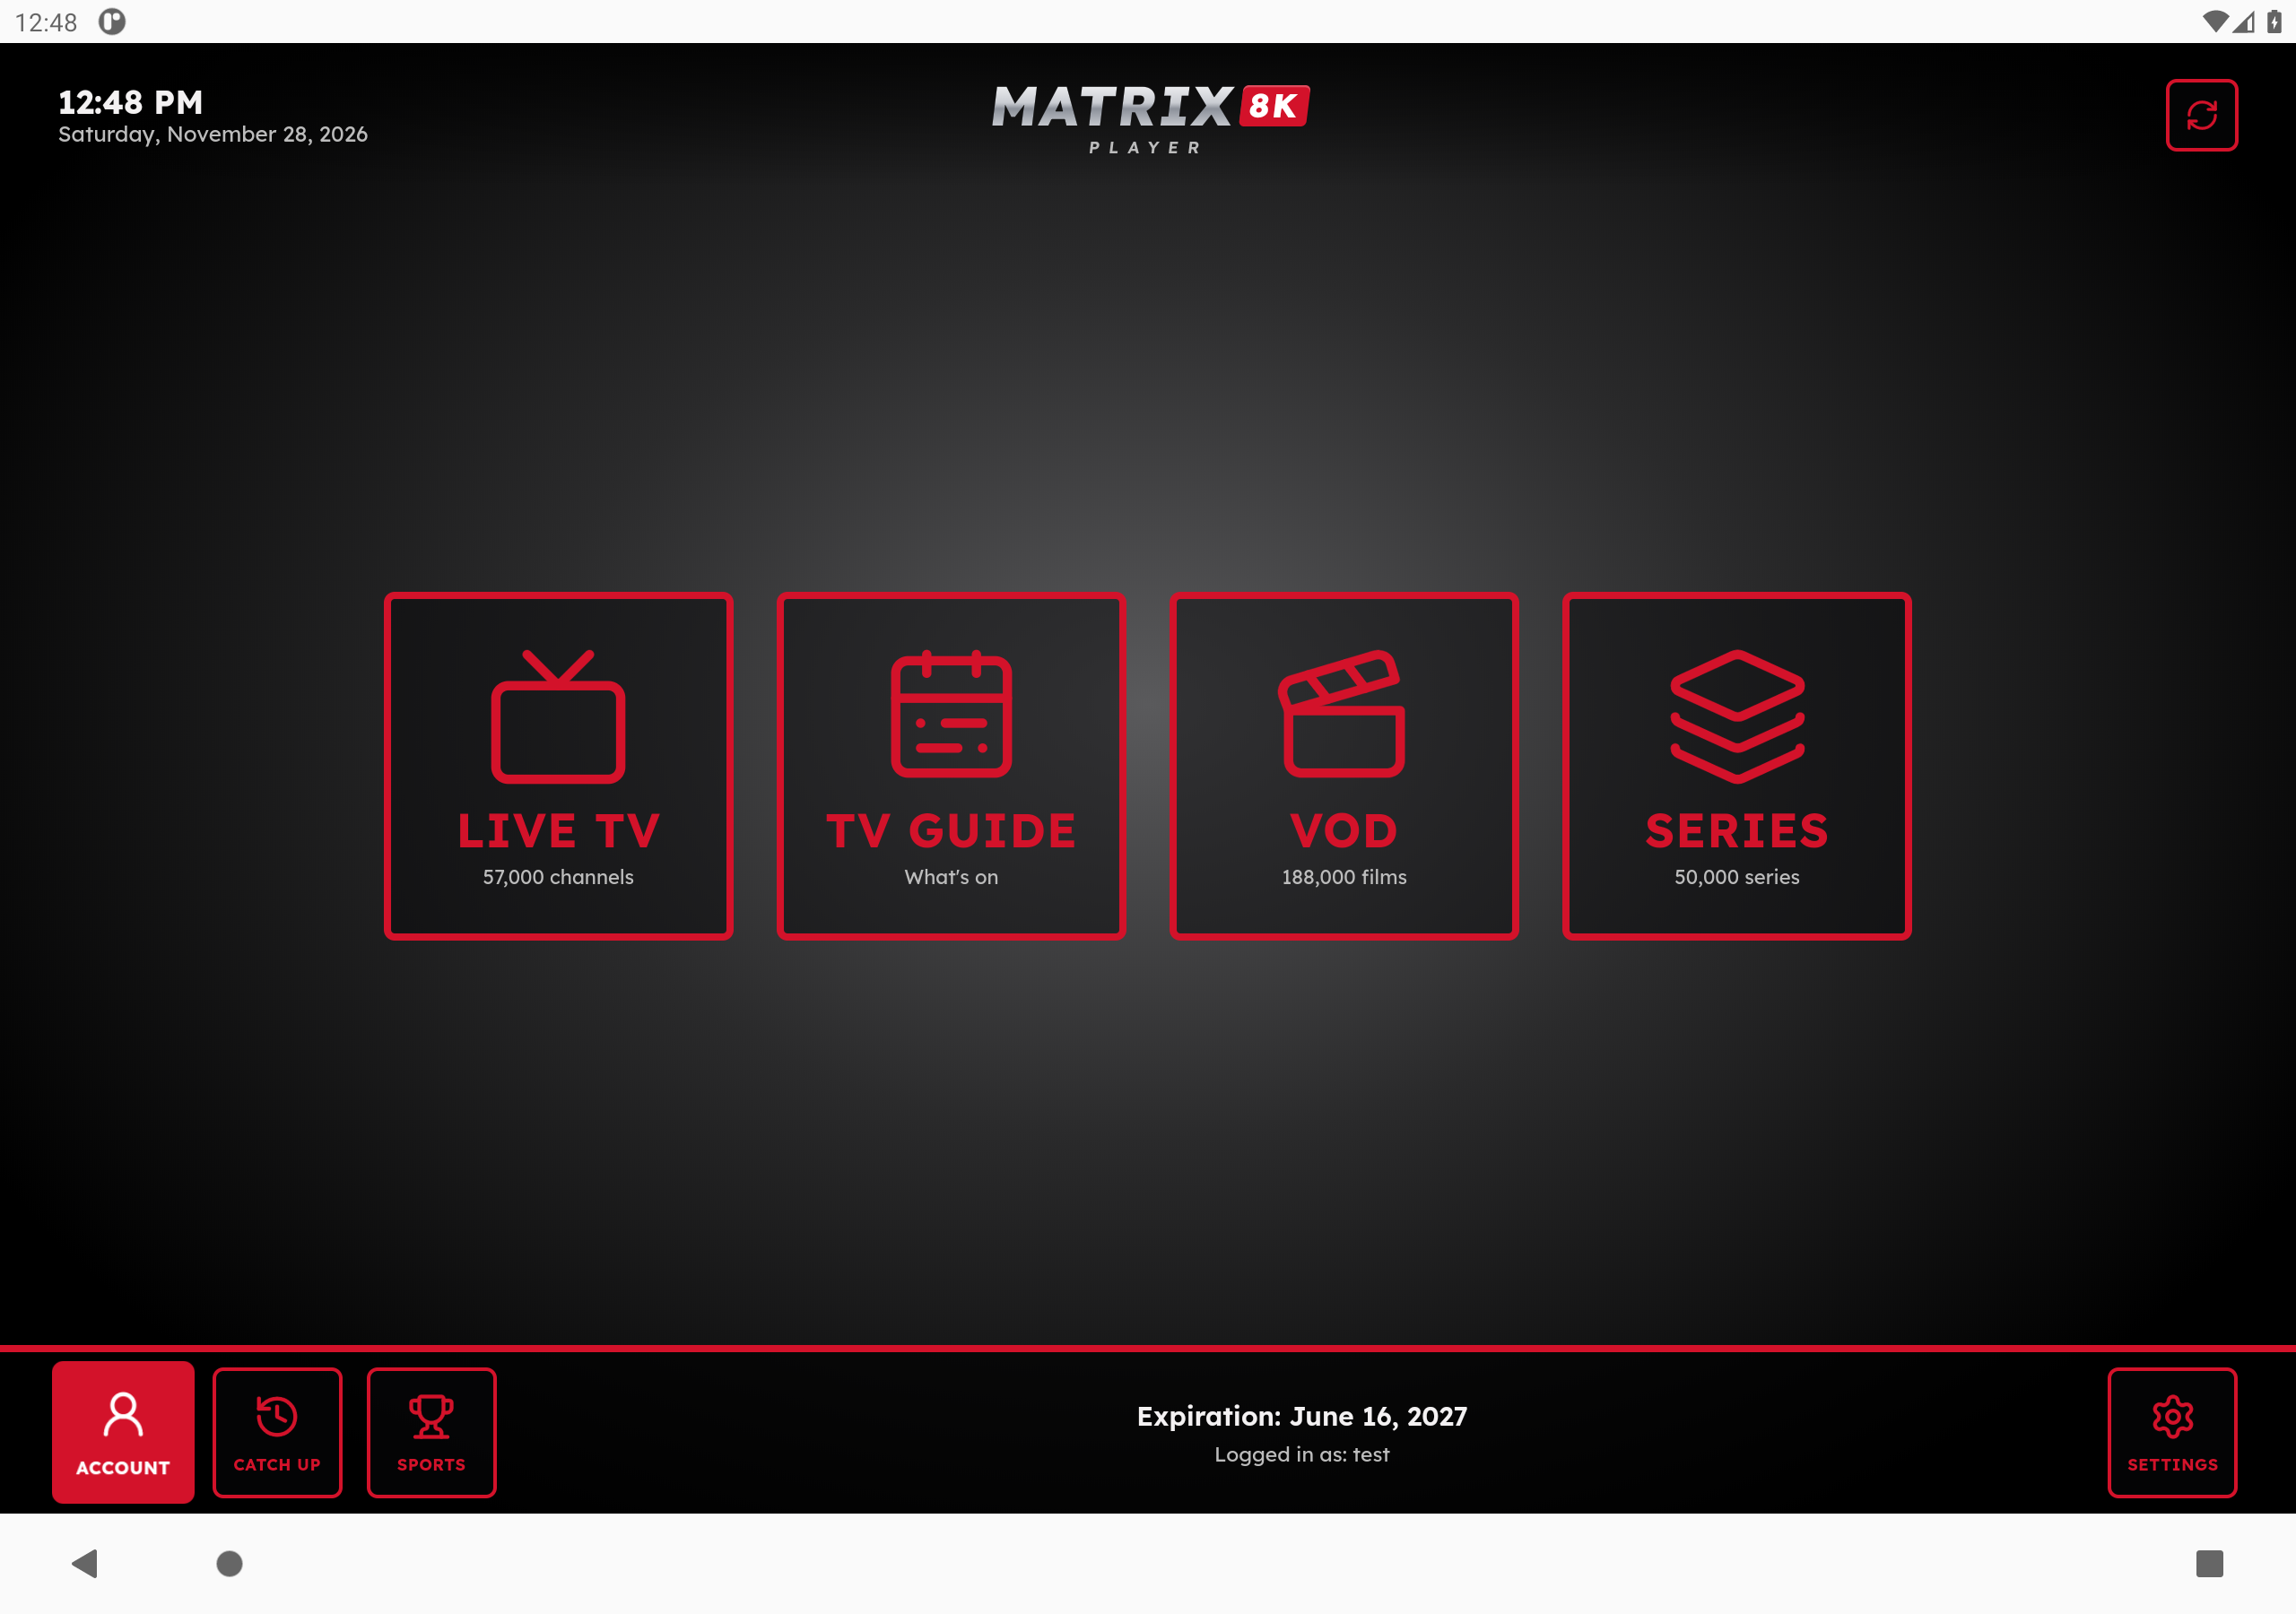 12:48
12:48 PM
Saturday, November 28, 2026
MATRIX 8K
PLAYER
LIVE TV
57,000 channels
TV GUIDE
What's on
VOD
188,000 films
SERIES
50,000 series
ACCOUNT
CATCH UP
SPORTS
Expiration: June 16, 2027
Logged in as: test
SETTINGS